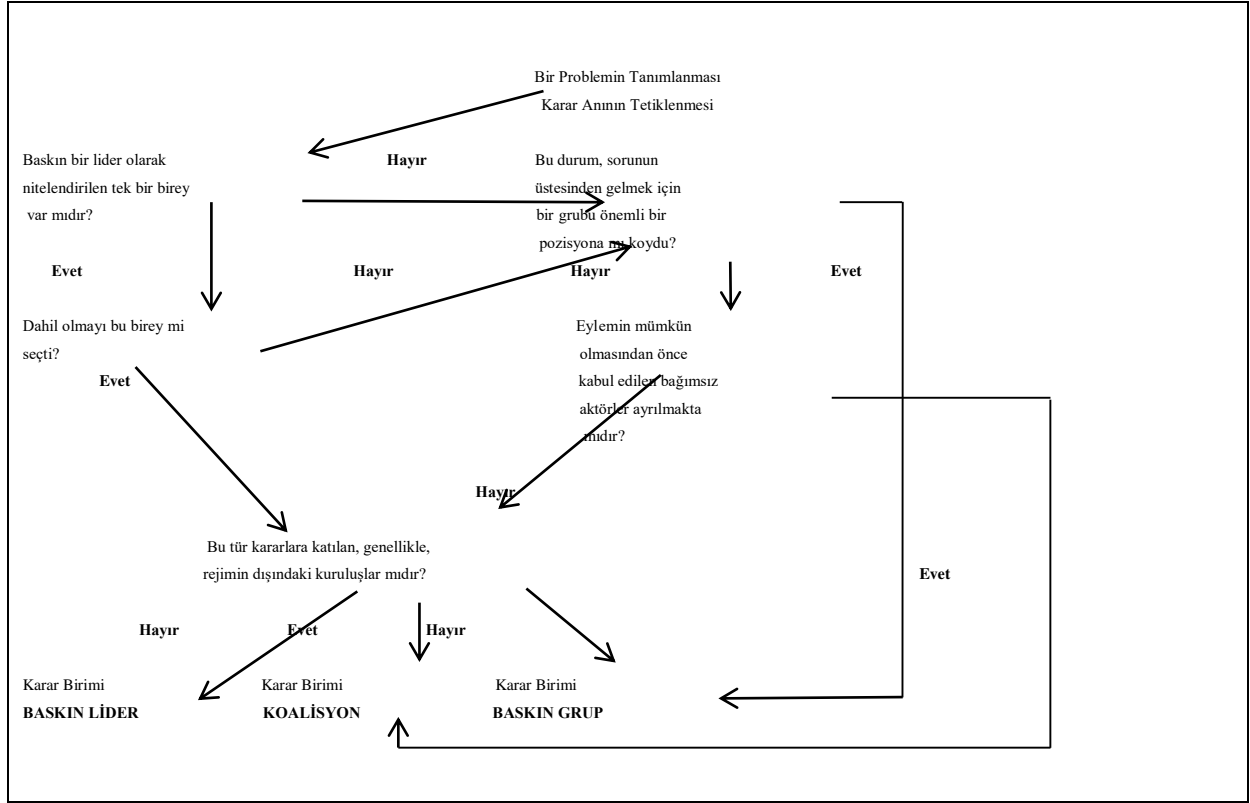 Bir Problemin Tanımlanması
Karar Anının Tetiklenmesi
Baskın bir lider olarak
nitelendirilen tek bir birey
var mıdır?
Hayır
Bu durum, sorunun
üstesinden gelmek için
bir grubu önemli bir
pozisyona mı koydu?
Evet
Hayır
Hayır
Evet
Dahil olmayı bu birey mi
seçti?
Evet
Eylemin mümkün
olmasından önce
kabul edilen bağımsız
aktörler ayrılmakta
mıdır?
Hayır
Bu tür kararlara katılan, genellikle,
rejimin dışındaki kuruluşlar mıdır?
Evet
Hayır
Evet
Hayır
Karar Birimi
BASKIN LİDER
Karar Birimi
KOALİSYON
Karar Birimi
BASKIN GRUP